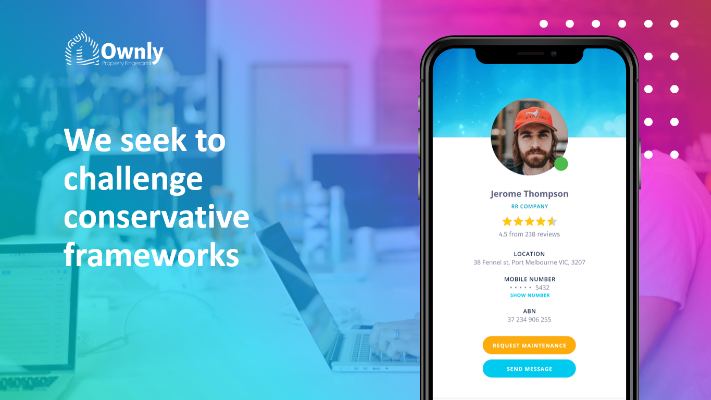 Ownly
Property Fingerprint
We seek to
challenge
conservative
frameworks
Jerome Thompson
RR COMPANY
4.5 from 238 reviews
LOCATION
38 Fennel st, Port Melbourne VIC, 3207
MOBILE NUMBER
• • • • • 5432
SHOW NUMBER
ABN
37 234 906 255
REQUEST MAINTENANCE
SEND MESSAGE